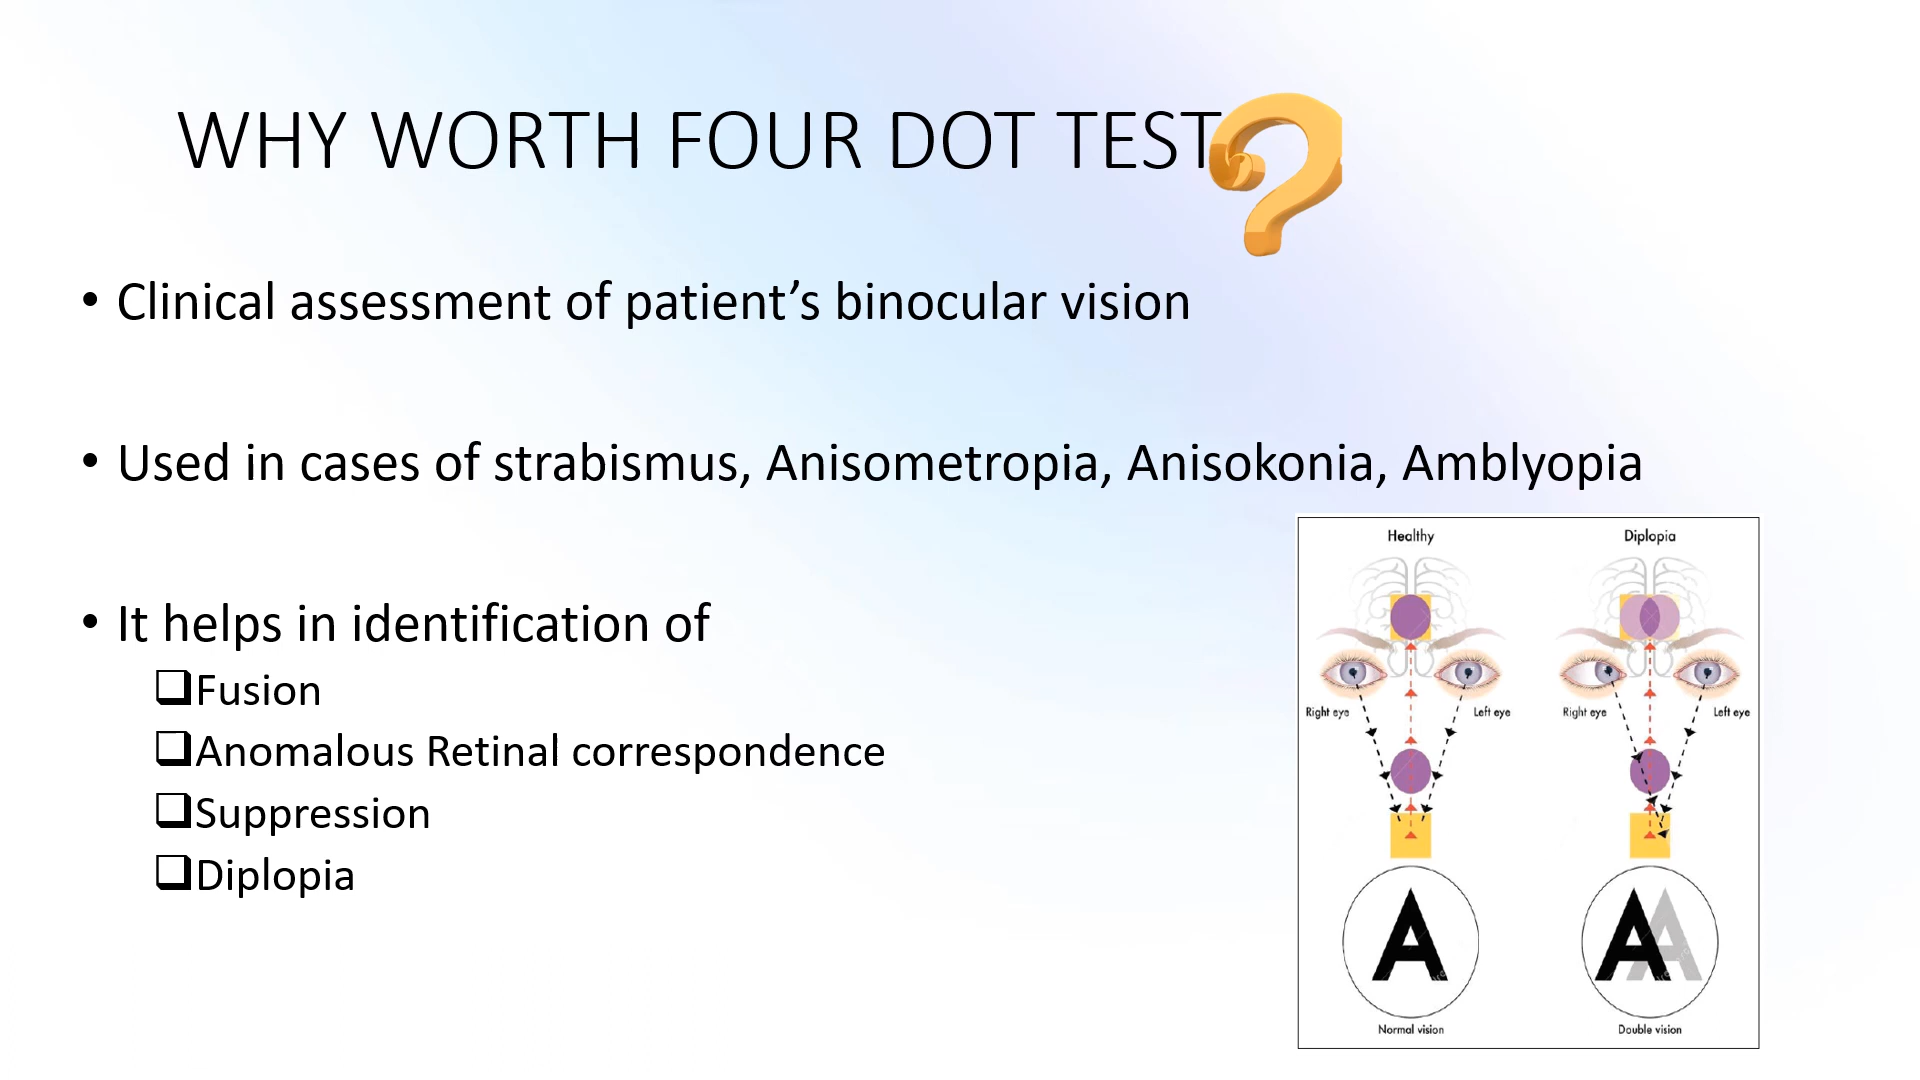 WHY WORTH FOUR DOT TEST?
• Clinical assessment of patient’s binocular vision
• Used in cases of strabismus, Anisometropia, Anisokonia, Amblyopia
• It helps in identification of
❑Fusion
❑Anomalous Retinal correspondence
❑Suppression
❑Diplopia
Healthy Diplopia
Right eye Left eye Right eye Left eye
A AA
Normal vision Double vision